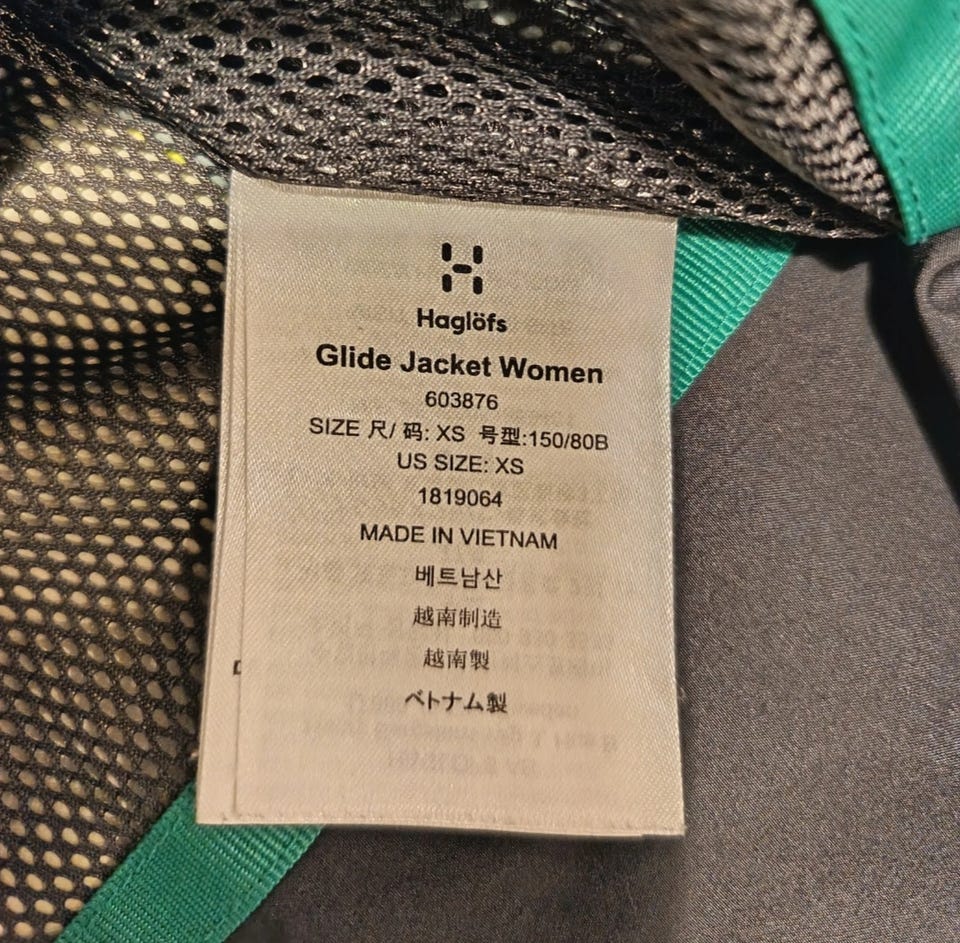 Haglöfs
Glide Jacket Women
603876
SIZE 尺/ 码: XS 号型:150/80B
US SIZE: XS
1819064
MADE IN VIETNAM
베트남산
越南制造
越南製
ベトナム製